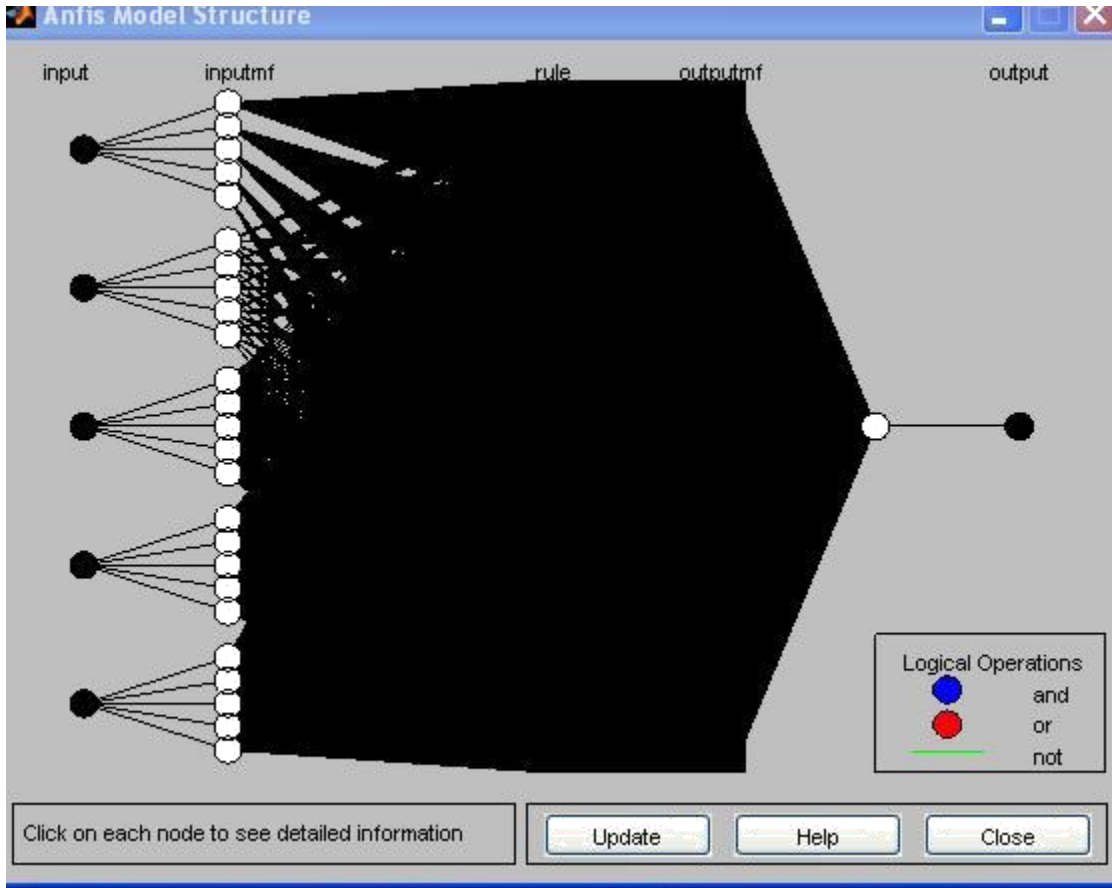 Anfis Model Structure
input inputmf rule outputmf output
Logical Operations
and
or
not
Click on each node to see detailed information
Update Help Close